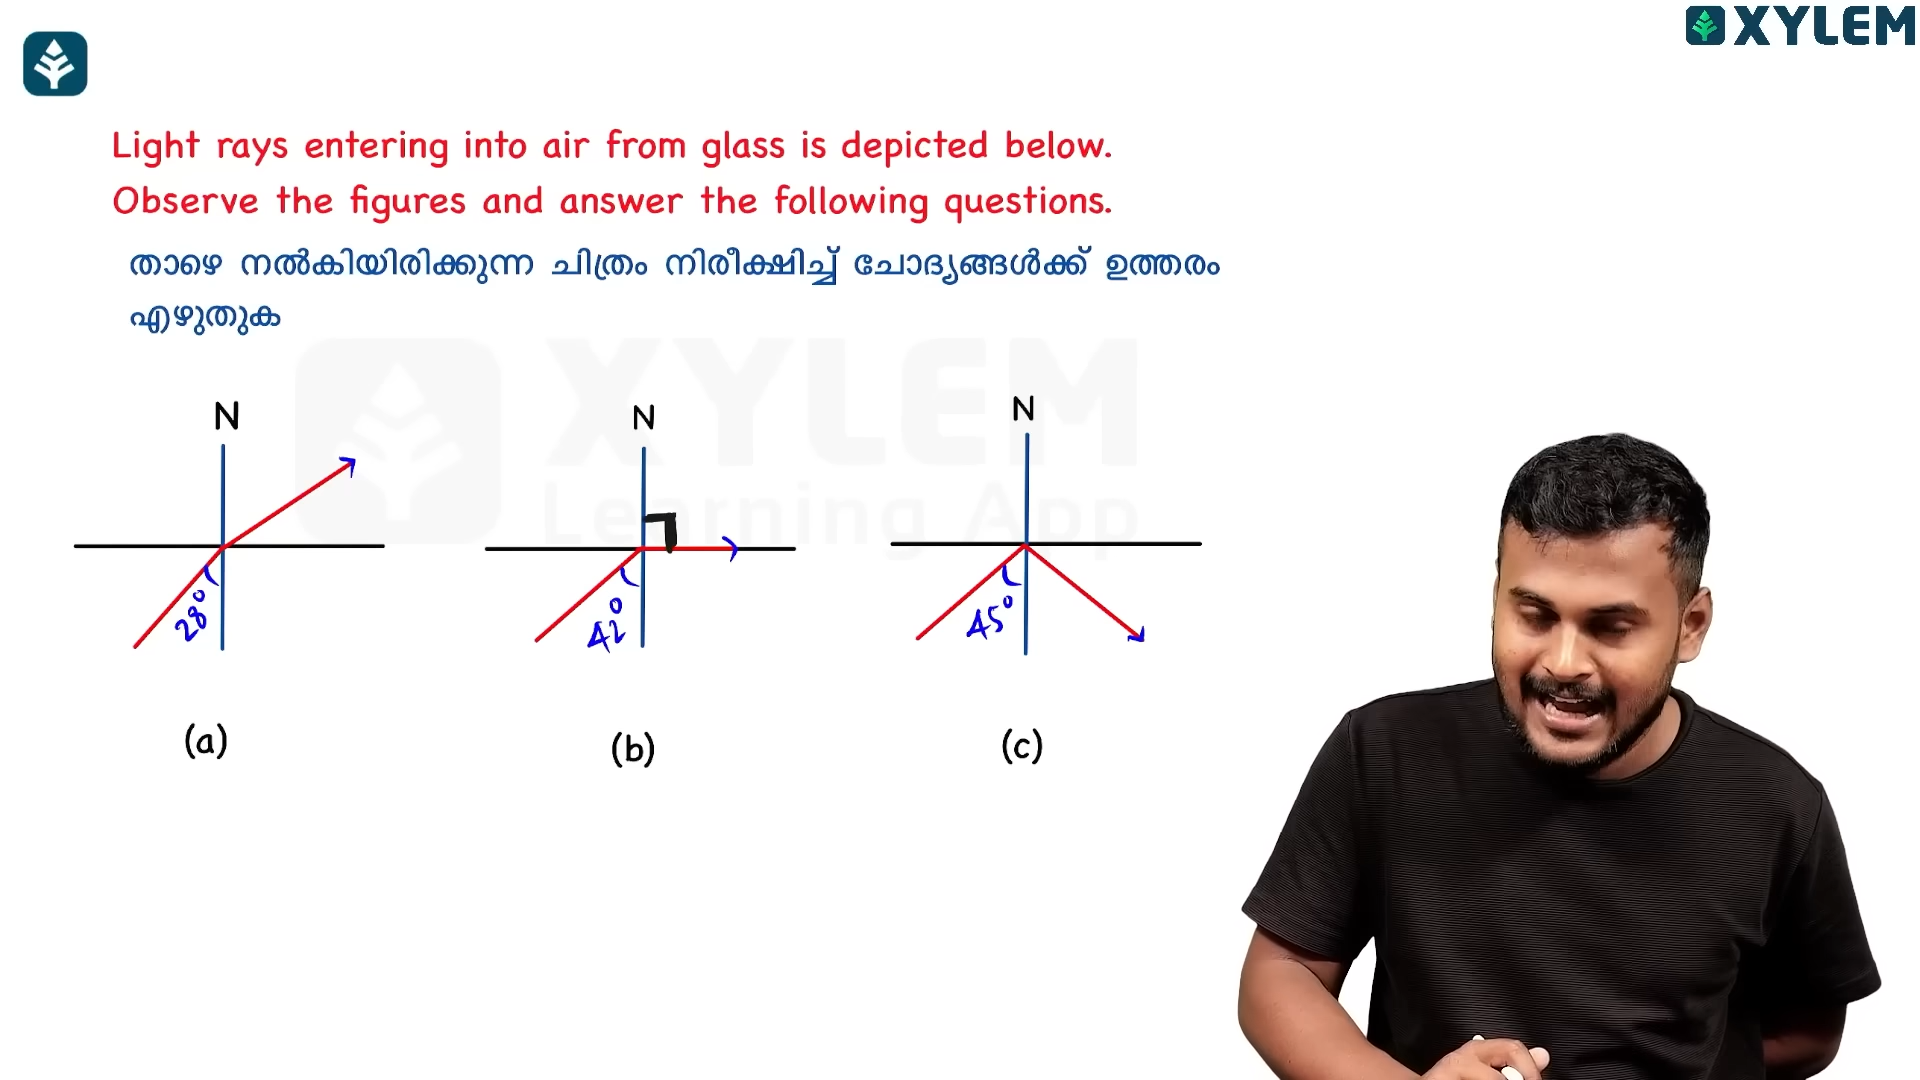 XYLEM
Light rays entering into air from glass is depicted below.
Observe the figures and answer the following questions.
താഴെ നൽകിയിരിക്കുന്ന ചിത്രം നിരീക്ഷിച്ച് ചോദ്യങ്ങൾക്ക് ഉത്തരം
എഴുതുക
XYLEM
Learning App
N N N
28° 42° 45°
(a) (b) (c)